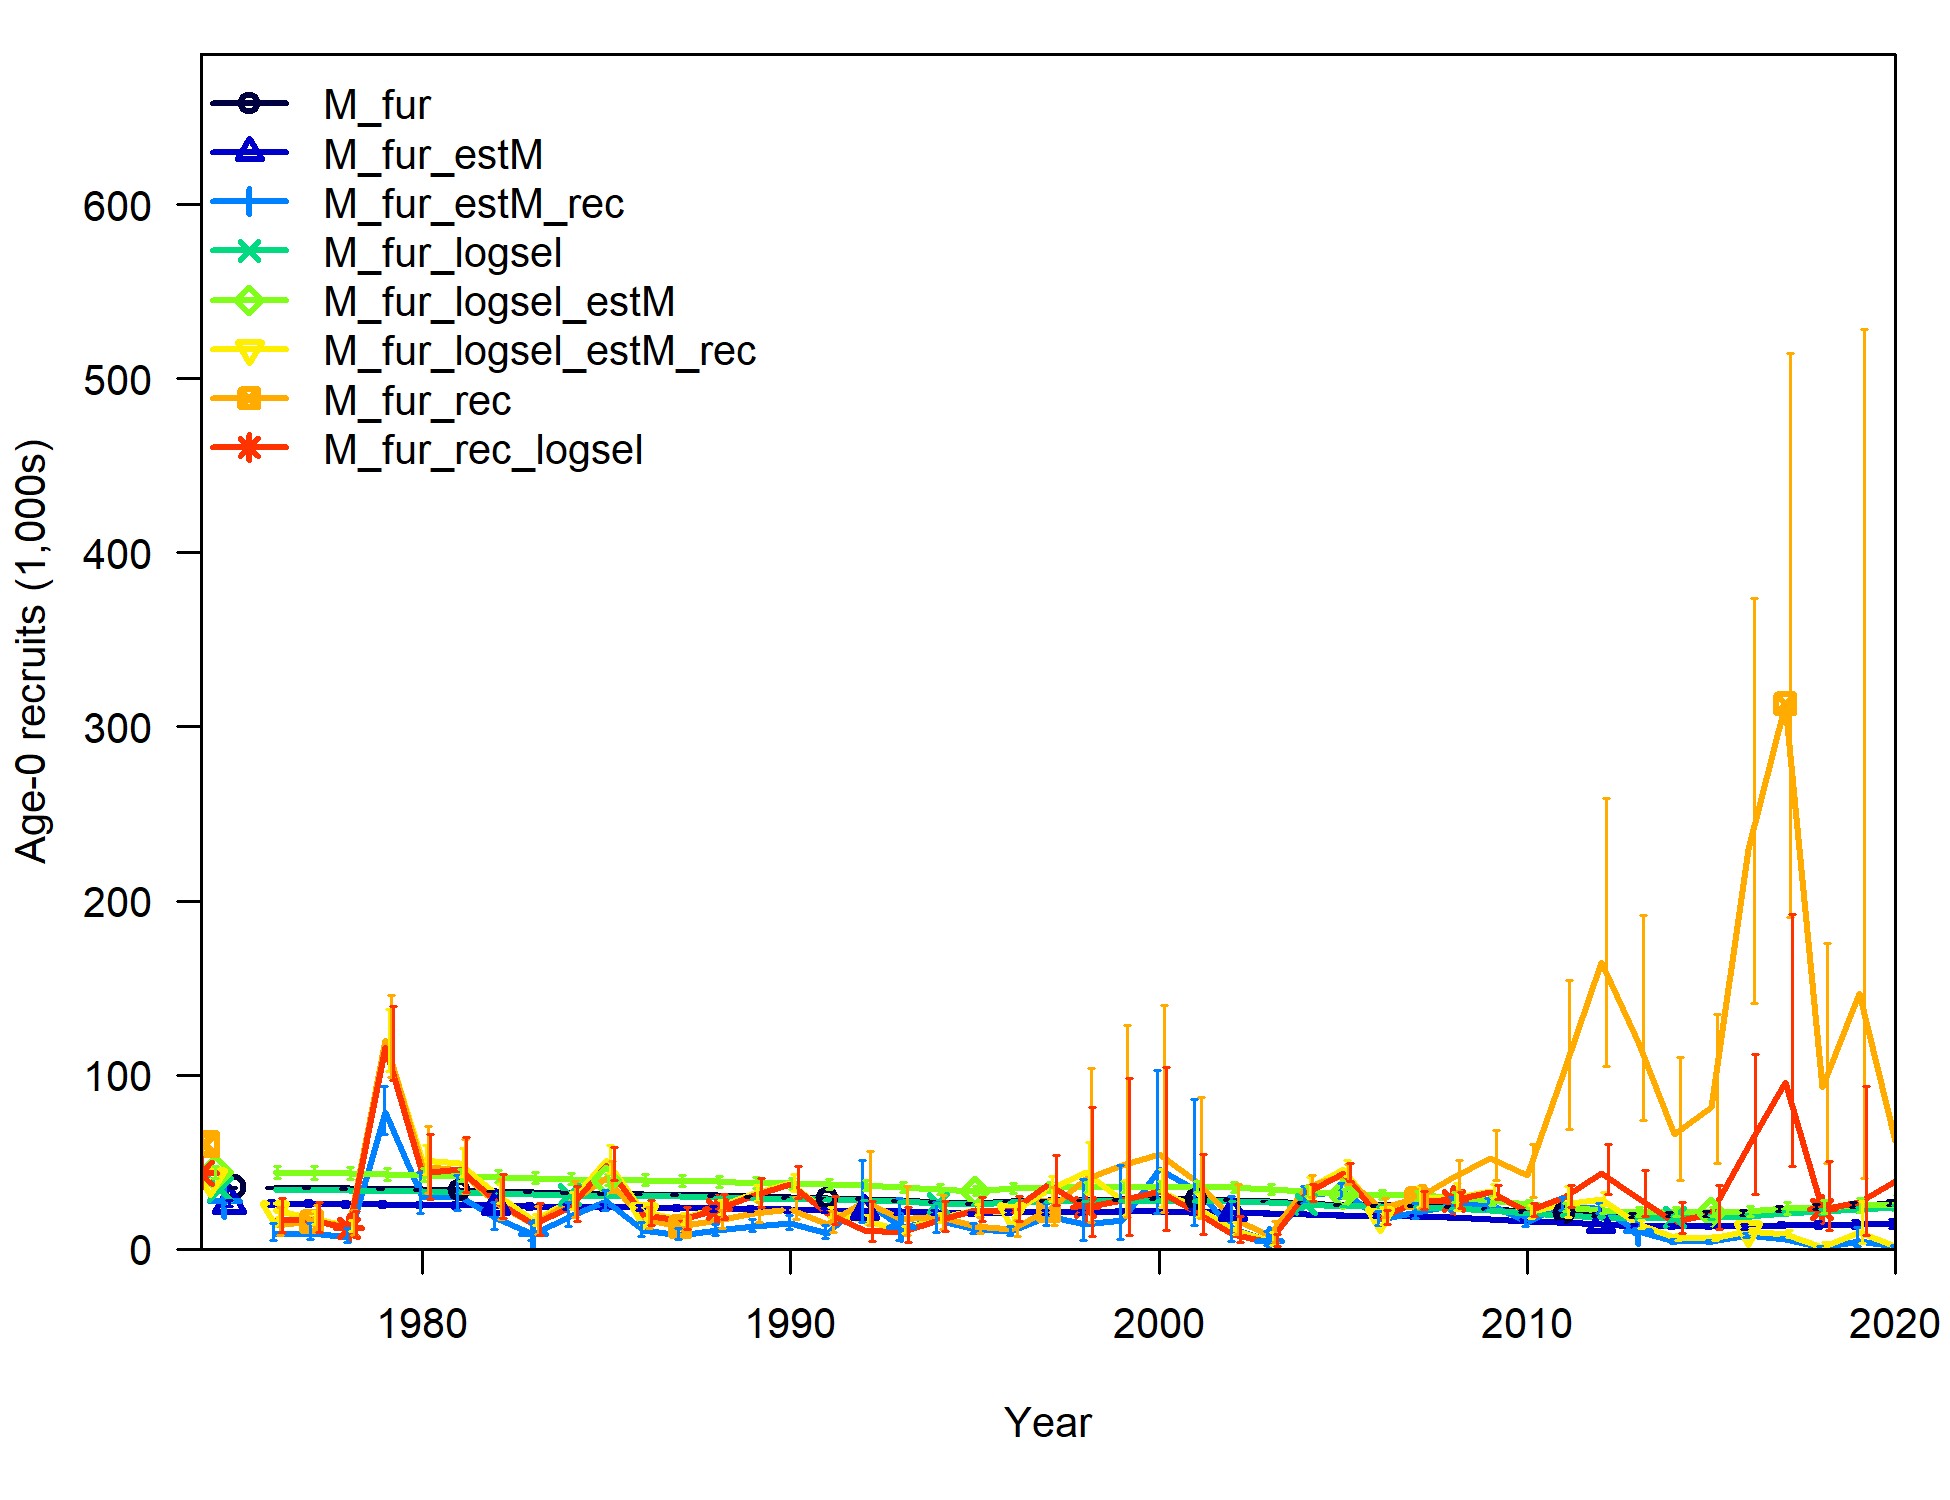 M_fur
M_fur_estM
M_fur_estM_rec
M_fur_logsel
M_fur_logsel_estM
M_fur_logsel_estM_rec
M_fur_rec
M_fur_rec_logsel
Age-0 recruits (1,000s)
600
500
400
300
200
100
0
1980 1990 2000 2010 2020
Year